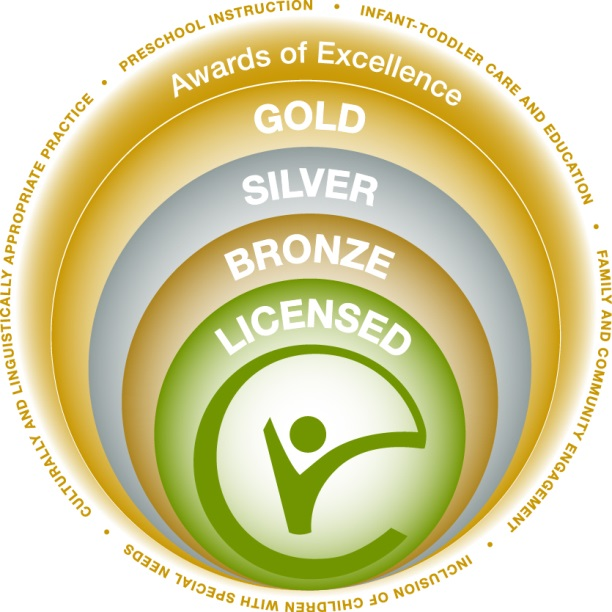 PRESCHOOL INSTRUCTION • INFANT-TODDLER CARE AND EDUCATION • FAMILY AND COMMUNITY ENGAGEMENT • INCLUSION OF CHILDREN WITH SPECIAL NEEDS • CULTURALLY AND LINGUISTICALLY APPROPRIATE PRACTICE •
Awards of Excellence
GOLD
SILVER
BRONZE
LICENSED